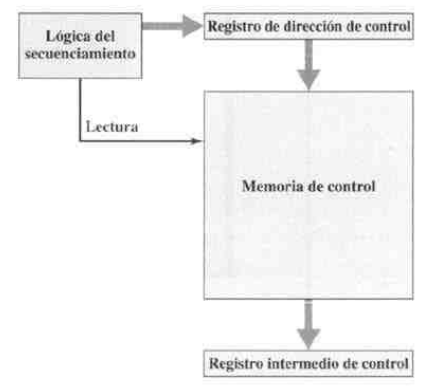 Lógica del
secuenciamiento
Registro de dirección de control
Lectura
Memoria de control
Registro intermedio de control